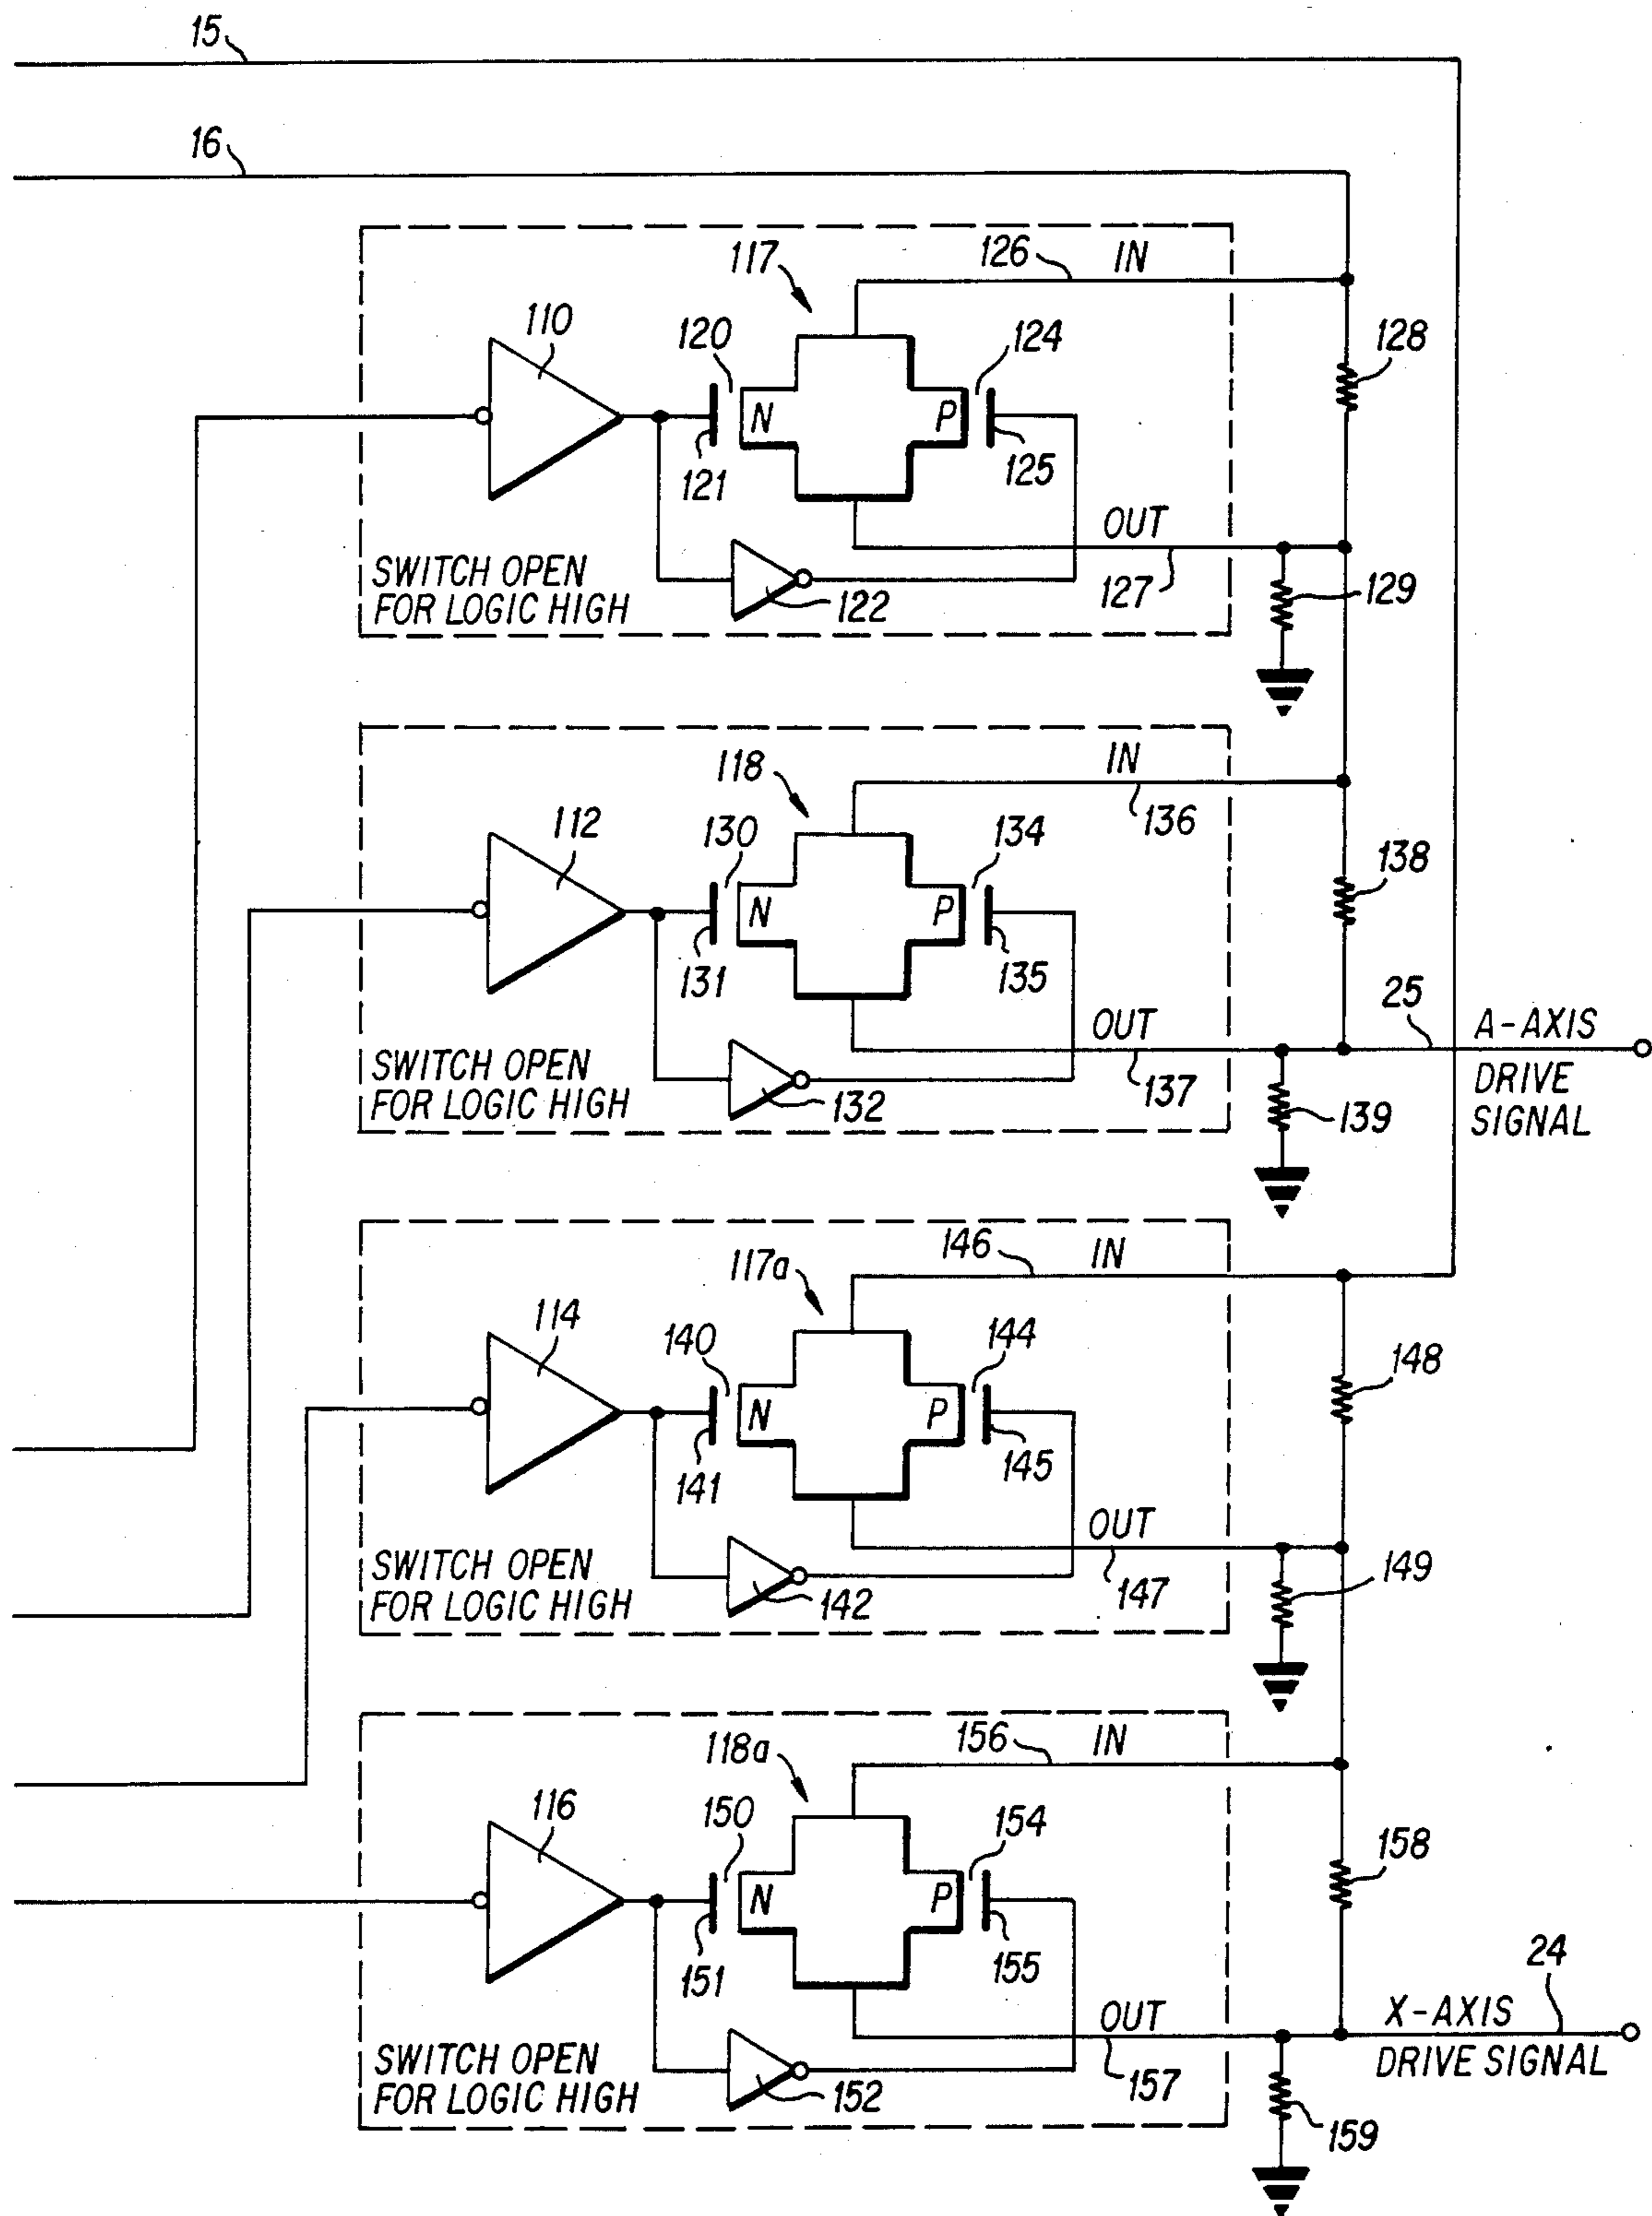 15
16
117
126
IN
110
120
124
128
N
P
121
125
OUT
SWITCH OPEN
FOR LOGIC HIGH
122
127
129
118
IN
136
112
130
134
138
N
P
131
135
25
A-AXIS
DRIVE
SIGNAL
OUT
SWITCH OPEN
FOR LOGIC HIGH
132
137
139
146
IN
117a
114
140
144
148
N
P
141
145
OUT
SWITCH OPEN
FOR LOGIC HIGH
142
147
149
156
IN
118a
116
150
154
158
N
P
151
155
24
X-AXIS
DRIVE SIGNAL
OUT
SWITCH OPEN
FOR LOGIC HIGH
152
157
159